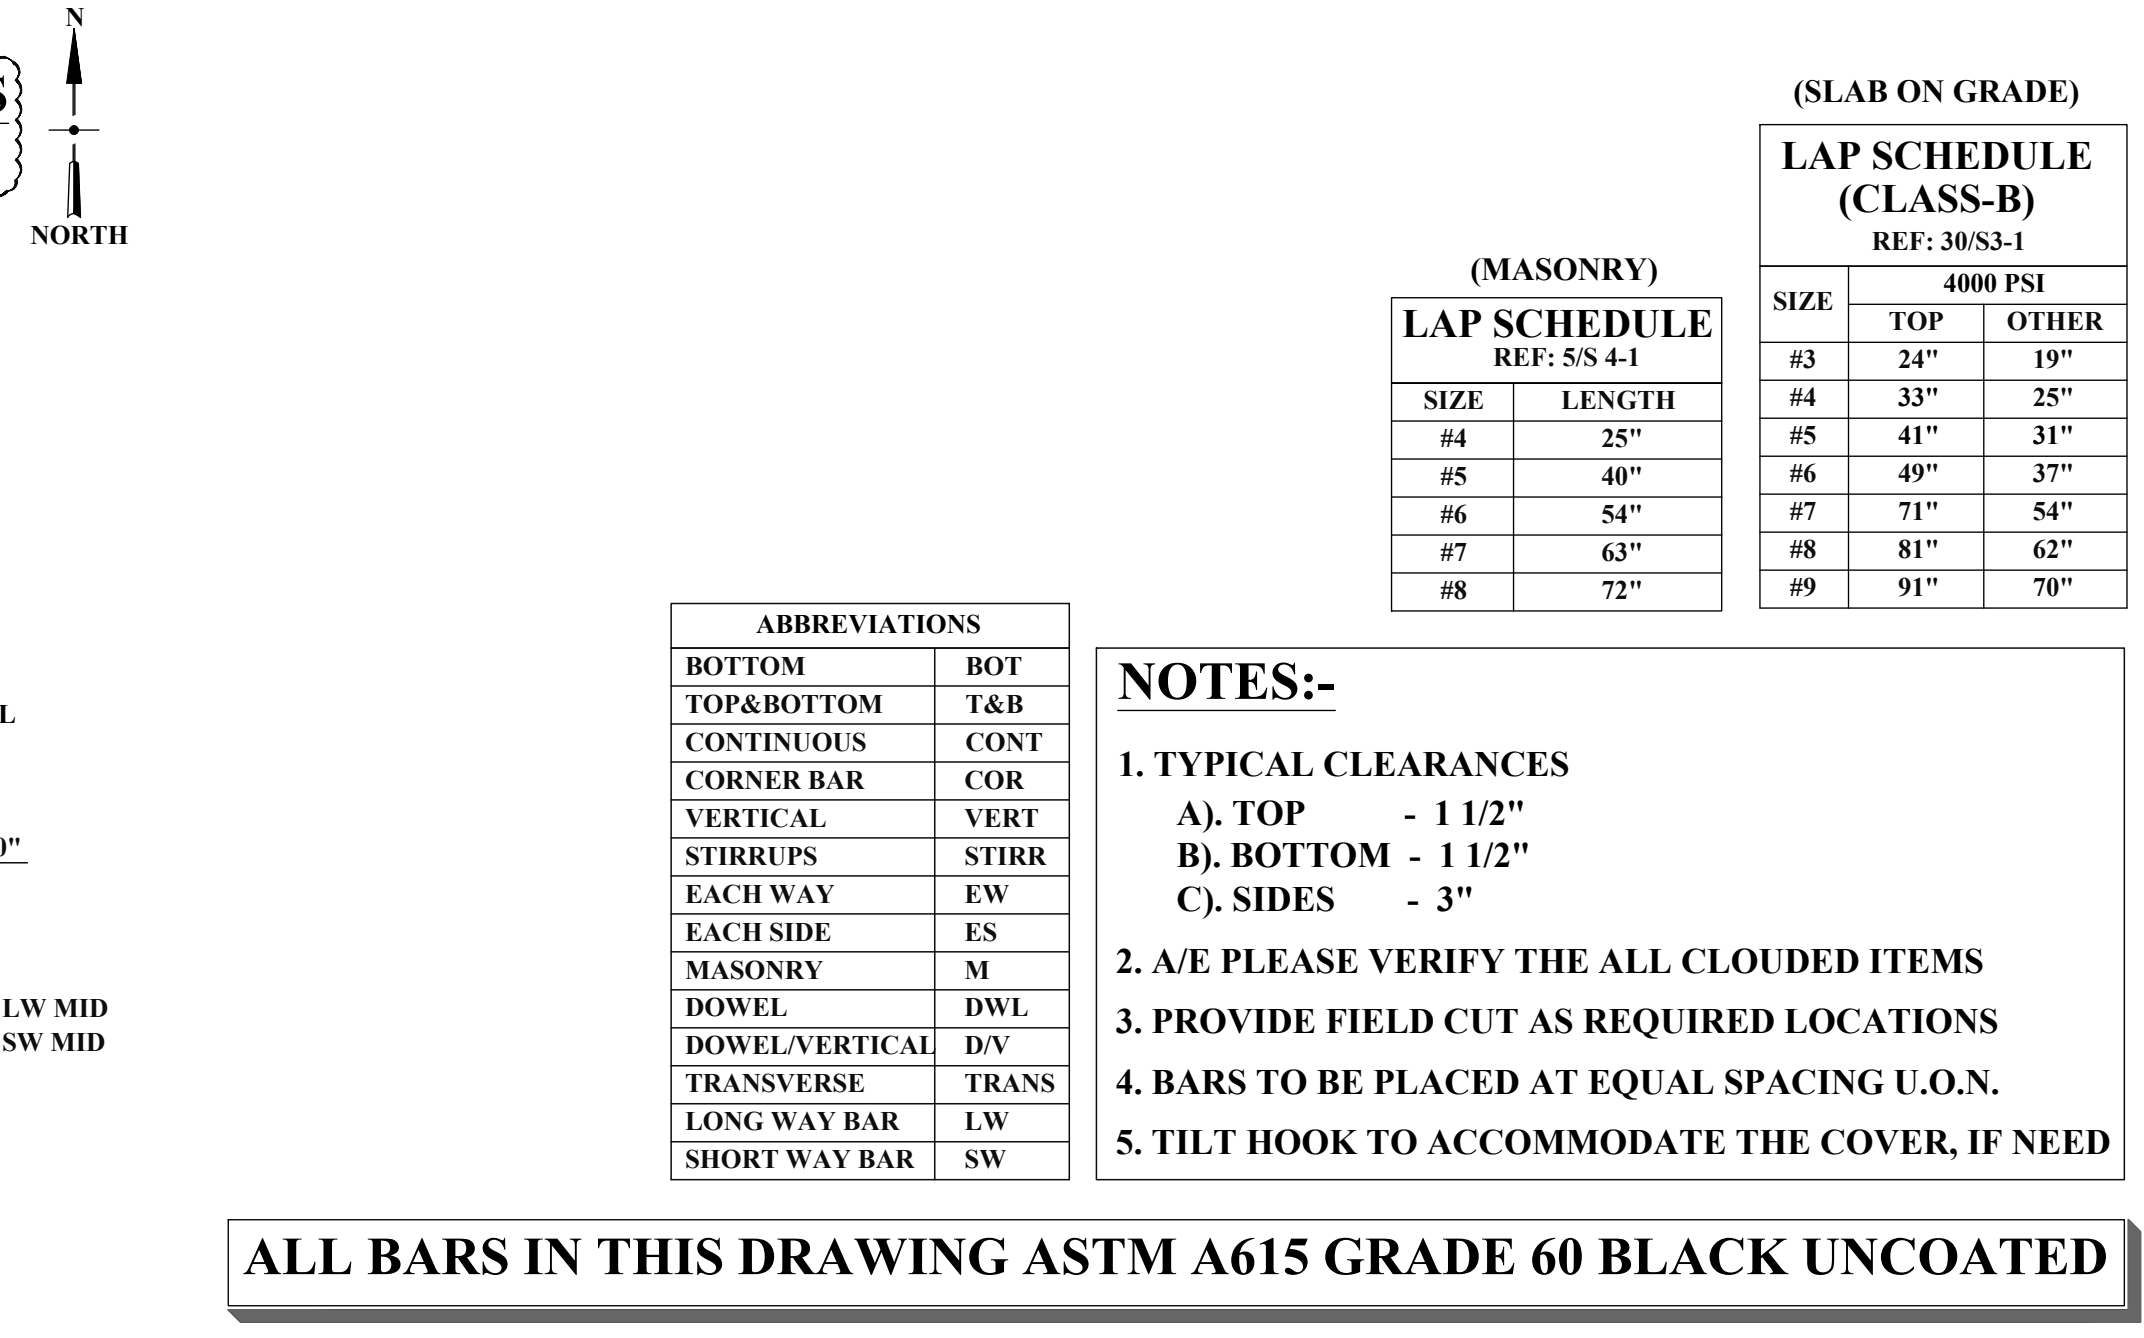 N
S
NORTH
L
0"
LW MID
SW MID
(MASONRY)
LAP SCHEDULE
REF: 5/S 4-1
SIZE LENGTH
#4 25"
#5 40"
#6 54"
#7 63"
#8 72"
(SLAB ON GRADE)
LAP SCHEDULE
(CLASS-B)
REF: 30/S3-1
SIZE 4000 PSI
TOP OTHER
#3 24" 19"
#4 33" 25"
#5 41" 31"
#6 49" 37"
#7 71" 54"
#8 81" 62"
#9 91" 70"
ABBREVIATIONS
BOTTOM BOT
TOP&BOTTOM T&B
CONTINUOUS CONT
CORNER BAR COR
VERTICAL VERT
STIRRUPS STIRR
EACH WAY EW
EACH SIDE ES
MASONRY M
DOWEL DWL
DOWEL/VERTICAL D/V
TRANSVERSE TRANS
LONG WAY BAR LW
SHORT WAY BAR SW
NOTES:-
1. TYPICAL CLEARANCES
A). TOP - 1 1/2"
B). BOTTOM - 1 1/2"
C). SIDES - 3"
2. A/E PLEASE VERIFY THE ALL CLOUDED ITEMS
3. PROVIDE FIELD CUT AS REQUIRED LOCATIONS
4. BARS TO BE PLACED AT EQUAL SPACING U.O.N.
5. TILT HOOK TO ACCOMMODATE THE COVER, IF NEED
ALL BARS IN THIS DRAWING ASTM A615 GRADE 60 BLACK UNCOATED